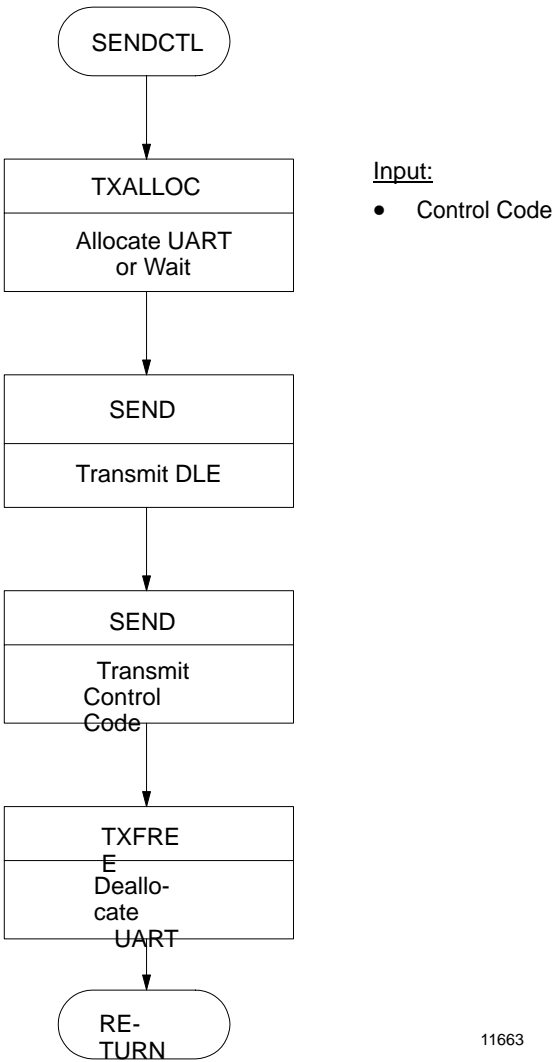 SENDCTL
TXALLOC
Allocate UART
or Wait
Input:
• Control Code
SEND
Transmit DLE
SEND
Transmit
Control
Code
TXFRE
E
Deallo-
cate
UART
RE-
TURN
11663